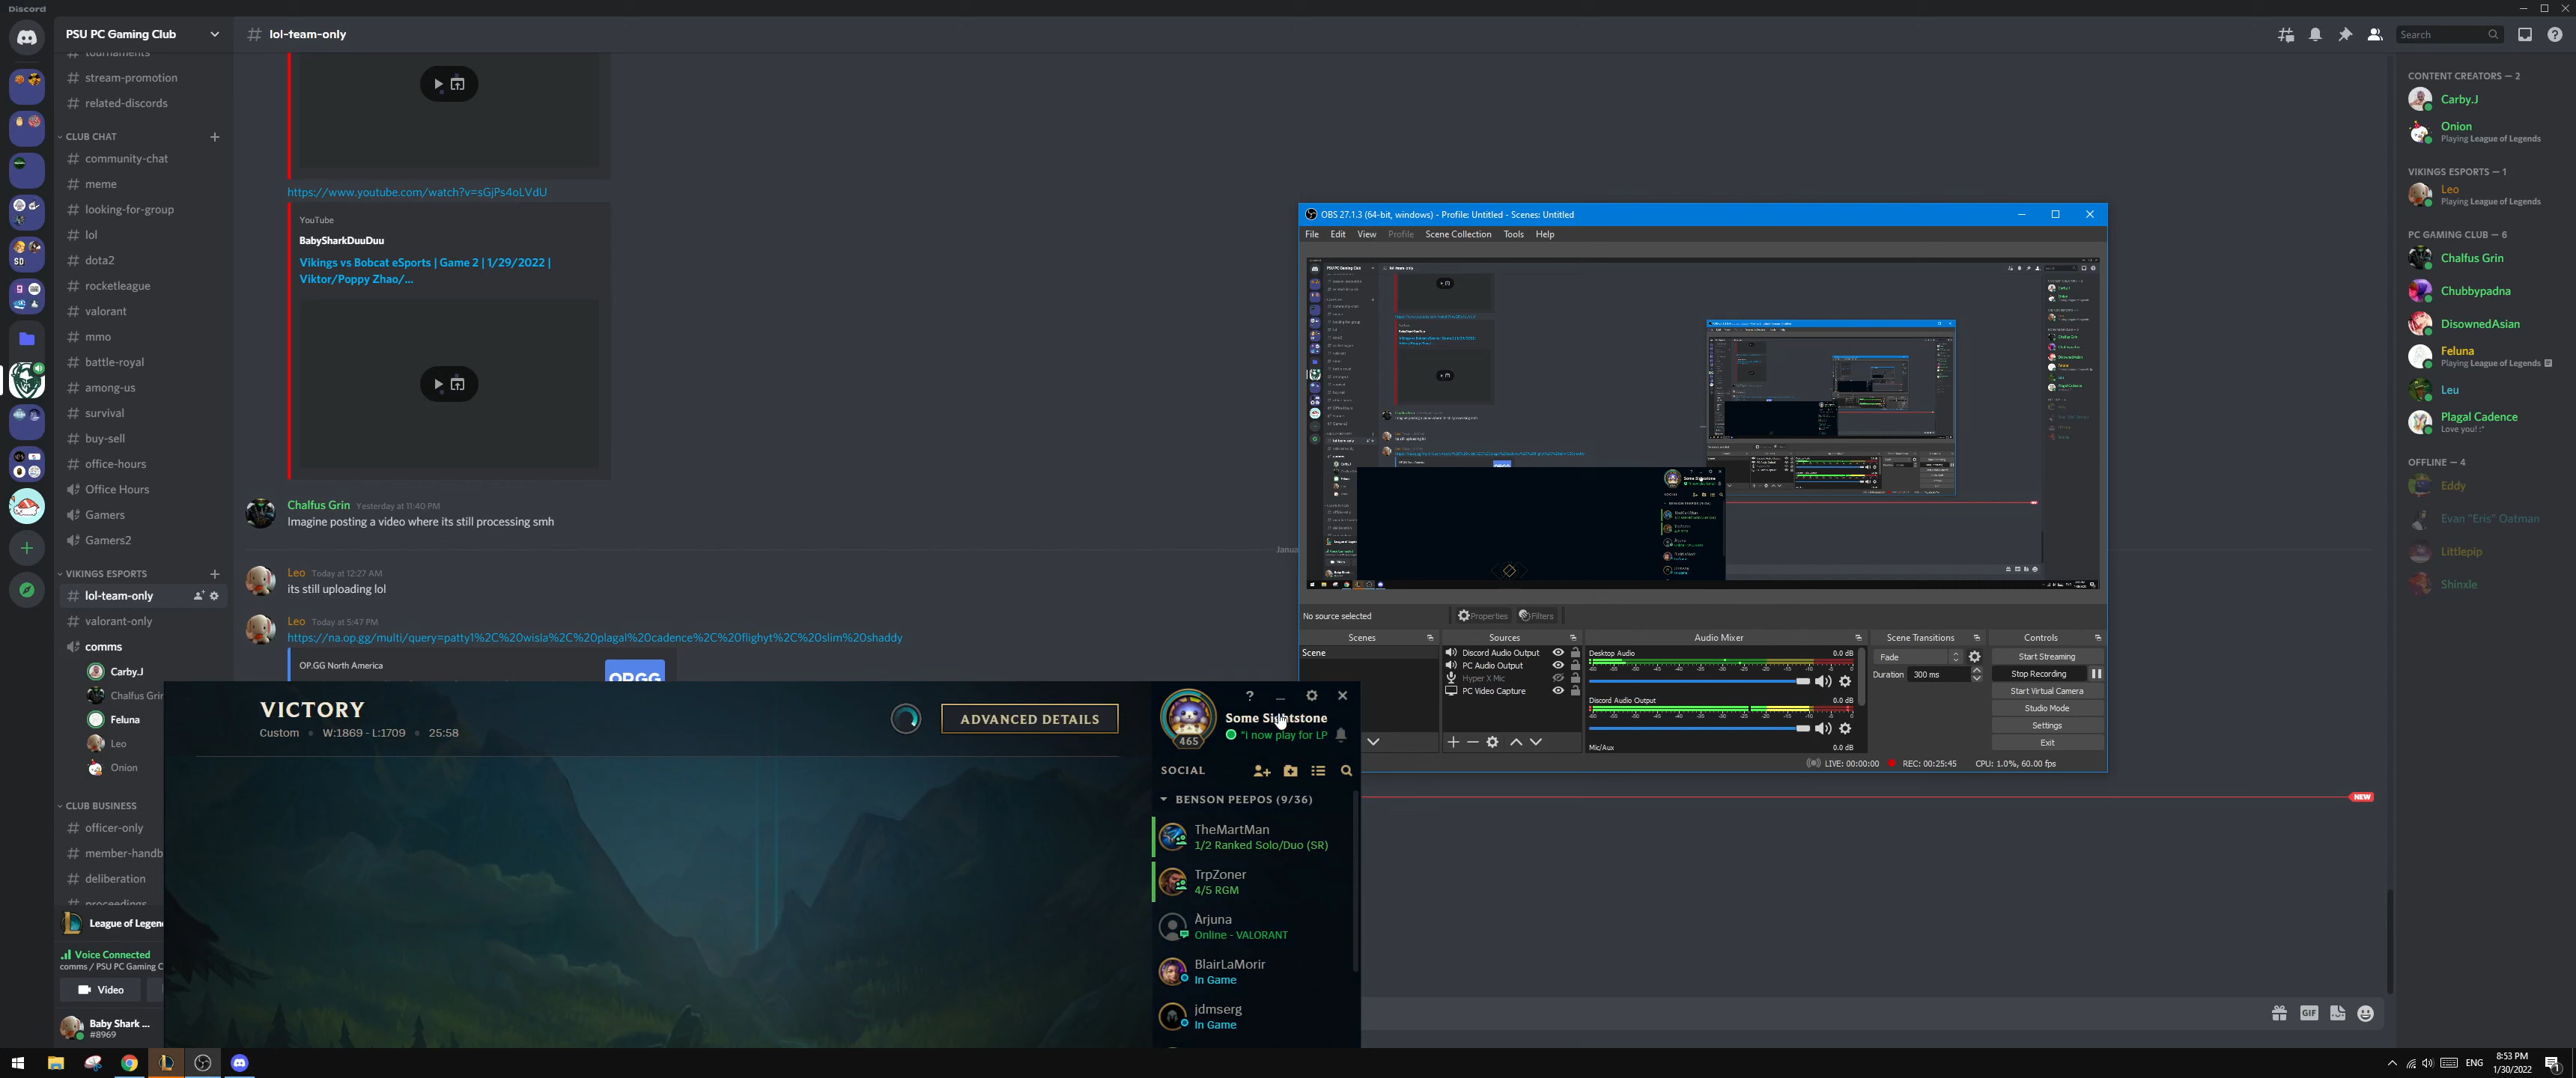 Discord
PSU PC Gaming Club
lol-team-only
Search
tournaments
stream-promotion
related-discords
CLUB CHAT
community-chat
meme
looking-for-group
lol
dota2
rocketleague
valorant
mmo
battle-royal
among-us
survival
buy-sell
office-hours
Office Hours
Gamers
Gamers2
VIKINGS ESPORTS
lol-team-only
valorant-only
comms
Carby.J
Chalfus Grin
Feluna
Leo
Onion
CLUB BUSINESS
officer-only
member-handb
deliberation
proceedings
League of Legen
Voice Connected
comms / PSU PC Gaming C
Video
Baby Shark ...
#8969
SD
https://www.youtube.com/watch?v=sGjPs4oLVdU
YouTube
BabySharkDuuDuu
Vikings vs Bobcat eSports | Game 2 | 1/29/2022 |
Viktor/Poppy Zhao/...
Chalfus Grin Yesterday at 11:40 PM
Imagine posting a video where its still processing smh
Janua
Leo Today at 12:27 AM
its still uploading lol
Leo Today at 5:47 PM
https://na.op.gg/multi/query=patty1%2C%20wisla%2C%20plagal%20cadence%2C%20flighyt%2C%20slim%20shaddy
OP.GG North America
OP.GG
NEW
GIF
VICTORY
Custom • W:1869 - L:1709 • 25:58
ADVANCED DETAILS
465
Some Sightstone
"i now play for LP
SOCIAL
BENSON PEEPOS (9/36)
TheMartMan
1/2 Ranked Solo/Duo (SR)
TrpZoner
4/5 RGM
Àrjuna
Online - VALORANT
BlairLaMorir
In Game
jdmserg
In Game
OBS 27.1.3 (64-bit, windows) - Profile: Untitled - Scenes: Untitled
File Edit View Profile Scene Collection Tools Help
No source selected
Properties
Filters
Scenes
Scene
Sources
Discord Audio Output
PC Audio Output
Hyper X Mic
PC Video Capture
Audio Mixer
Desktop Audio 0.0 dB
Discord Audio Output 0.0 dB
Mic/Aux 0.0 dB
Scene Transitions
Fade
Duration 300 ms
Controls
Start Streaming
Stop Recording
Start Virtual Camera
Studio Mode
Settings
Exit
LIVE: 00:00:00 REC: 00:25:45 CPU: 1.0%, 60.00 fps
CONTENT CREATORS — 2
Carby.J
Onion
Playing League of Legends
VIKINGS ESPORTS — 1
Leo
Playing League of Legends
PC GAMING CLUB — 6
Chalfus Grin
Chubbypadna
DisownedAsian
Feluna
Playing League of Legends
Leu
Plagal Cadence
Love you! :*
OFFLINE — 4
Eddy
Evan "Eris" Oatman
Littlepip
Shinxle
ENG
8:53 PM
1/30/2022
1